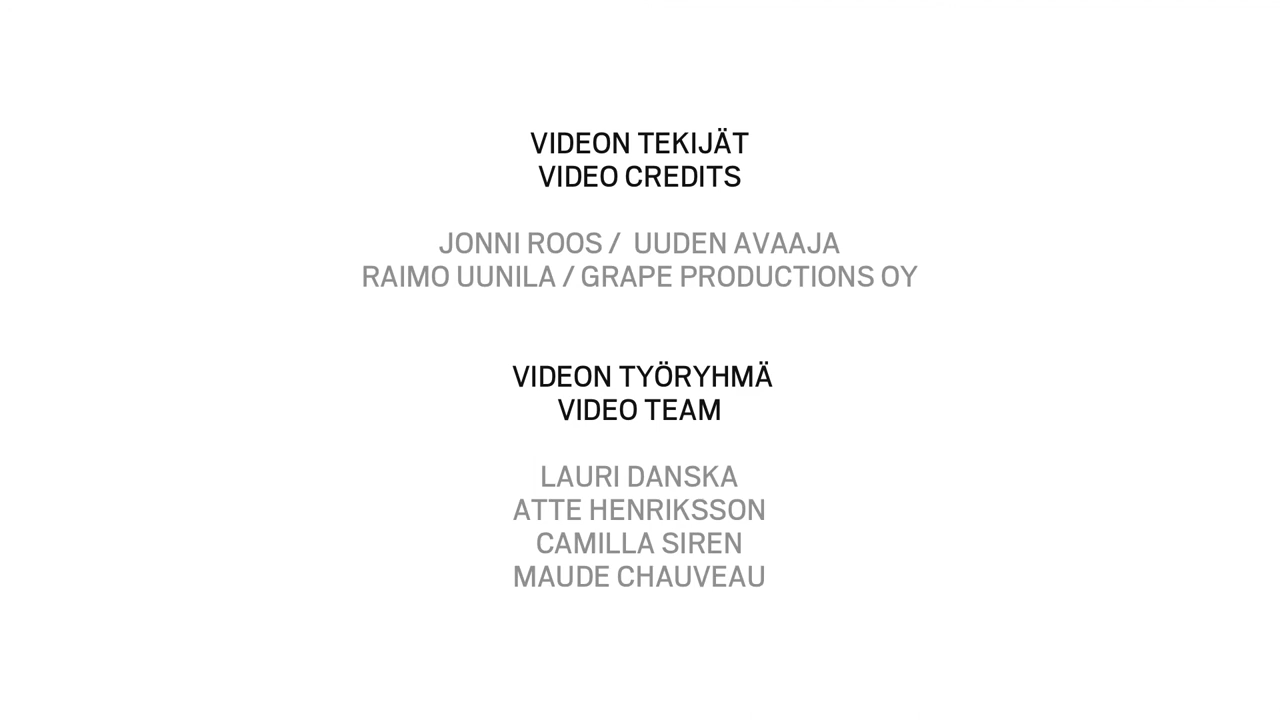 VIDEON TEKIJÄT
VIDEO CREDITS
JONNI ROOS /  UUDEN AVAAJA
RAIMO UUNILA / GRAPE PRODUCTIONS OY
VIDEON TYÖRYHMÄ
VIDEO TEAM
LAURI DANSKA
ATTE HENRIKSSON
CAMILLA SIREN
MAUDE CHAUVEAU